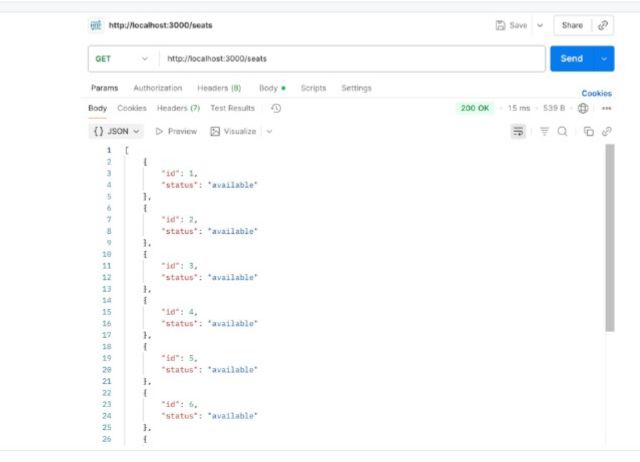 http://localhost:3000/seats
Save
Share
GET
http://localhost:3000/seats
Send
Params Authorization Headers (8) Body Scripts Settings
Cookies
Body Cookies Headers (7) Test Results
200 OK · 15 ms · 539 B
{} JSON Preview Visualize
1 [
2 {
3 "id": 1,
4 "status": "available"
5 },
6 {
7 "id": 2,
8 "status": "available"
9 },
10 {
11 "id": 3,
12 "status": "available"
13 },
14 {
15 "id": 4,
16 "status": "available"
17 },
18 {
19 "id": 5,
20 "status": "available"
21 },
22 {
23 "id": 6,
24 "status": "available"
25 },
26 {